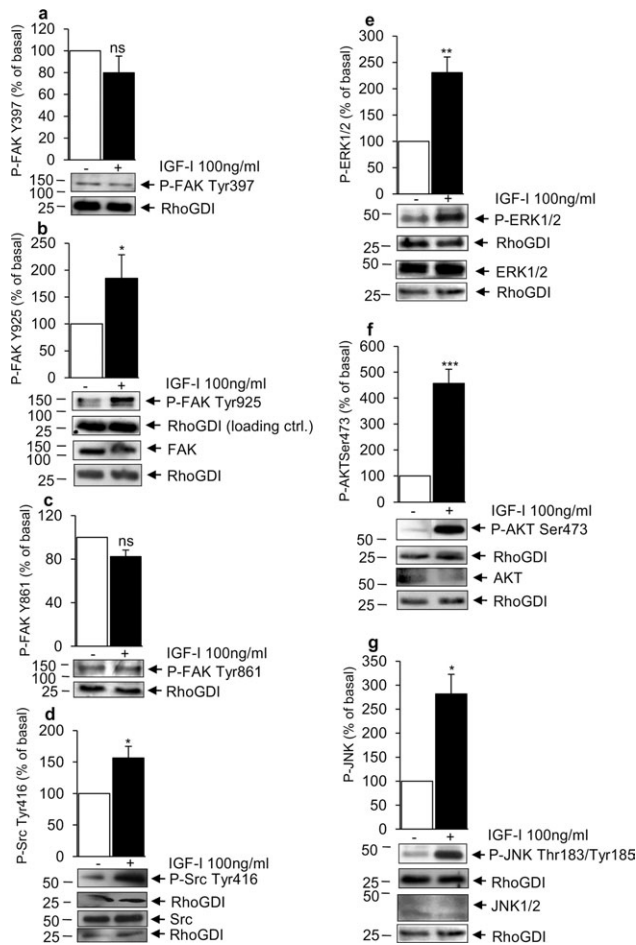 a
P-FAK Y397 (% of basal)
100
80
60
40
20
0
ns
- + IGF-I 100ng/ml
150
100
P-FAK Tyr397
25
RhoGDI
b
P-FAK Y925 (% of basal)
250
200
150
100
50
0
*
- + IGF-I 100ng/ml
150
100
P-FAK Tyr925
50
25
RhoGDI (loading ctrl.)
150
100
FAK
25
RhoGDI
c
P-FAK Y861 (% of basal)
120
80
40
0
ns
- + IGF-I 100ng/ml
150
100
P-FAK Tyr861
25
RhoGDI
d
P-Src Tyr416 (% of basal)
200
150
100
50
0
*
- + IGF-I 100ng/ml
50
P-Src Tyr416
25
RhoGDI
50
Src
25
RhoGDI
e
P-ERK1/2 (% of basal)
300
250
200
150
100
50
0
**
- + IGF-I 100ng/ml
50
P-ERK1/2
25
RhoGDI
50
ERK1/2
25
RhoGDI
f
P-AKTSer473 (% of basal)
600
500
400
300
200
100
0
***
- + IGF-I 100ng/ml
50
P-AKT Ser473
25
RhoGDI
50
AKT
25
RhoGDI
g
P-JNK (% of basal)
350
300
250
200
150
100
50
0
*
- + IGF-I 100ng/ml
50
P-JNK Thr183/Tyr185
25
RhoGDI
50
JNK1/2
25
RhoGDI